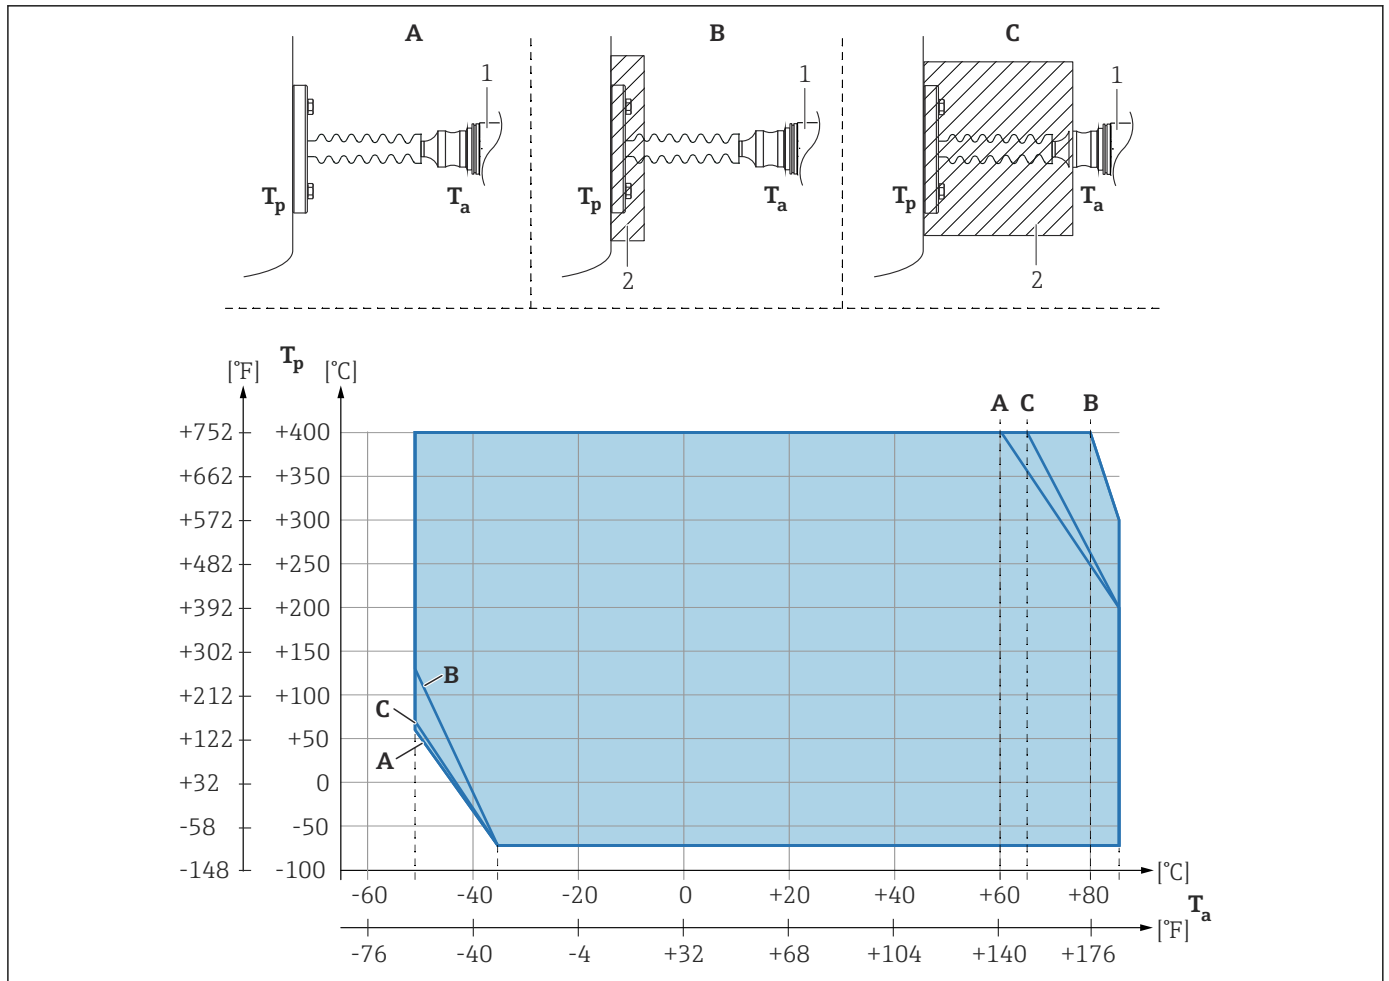 A
B
C
1
1
1
Tp
Ta
Tp
Ta
Tp
Ta
2
2
[°F]
Tp
[°C]
A C B
+752 +400
+662 +350
+572 +300
+482 +250
+392 +200
+302 +150
+212 +100
+122 +50
+32 0
-58 -50
-148 -100
B
C
A
[°C]
-60 -40 -20 0 +20 +40 +60 +80
Ta
[°F]
-76 -40 -4 +32 +68 +104 +140 +176